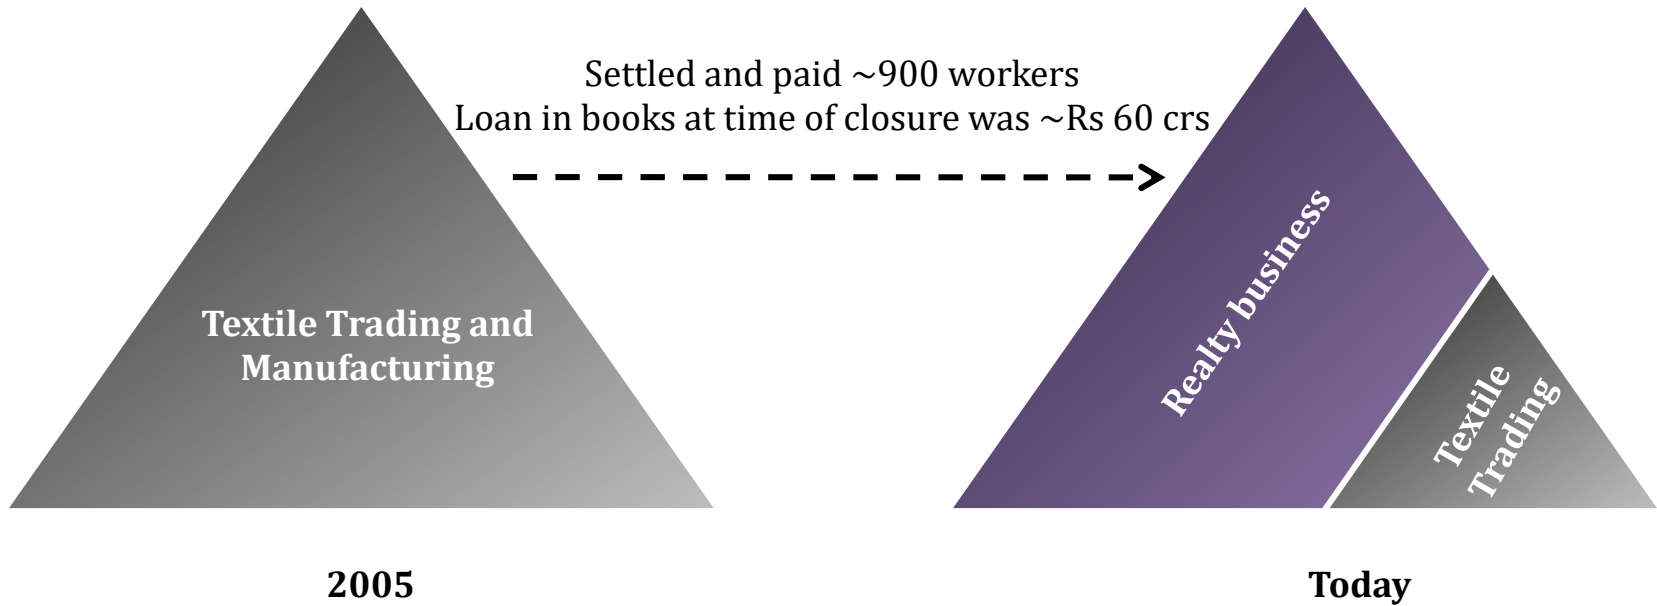 Settled and paid ~900 workers
Loan in books at time of closure was ~Rs 60 crs
Textile Trading and
Manufacturing
Realty business
Textile
Trading
2005
Today